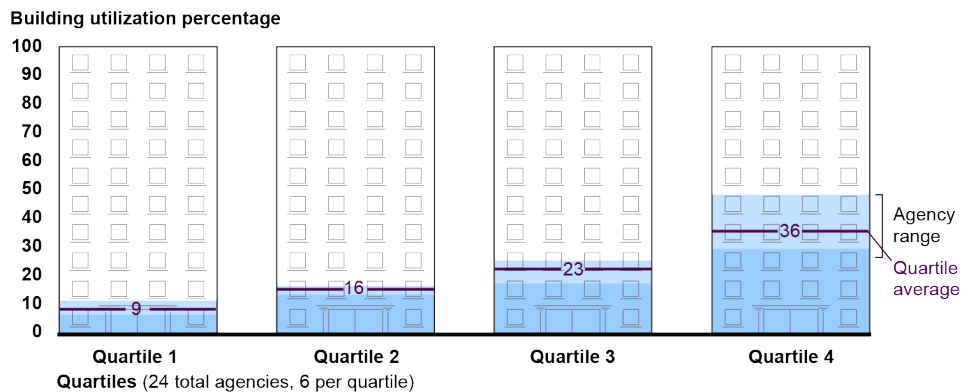 Building utilization percentage
100
90
80
70
60
50
40
30
20
10
0
9
16
23
36
Agency
range
Quartile
average
Quartile 1
Quartile 2
Quartile 3
Quartile 4
Quartiles (24 total agencies, 6 per quartile)